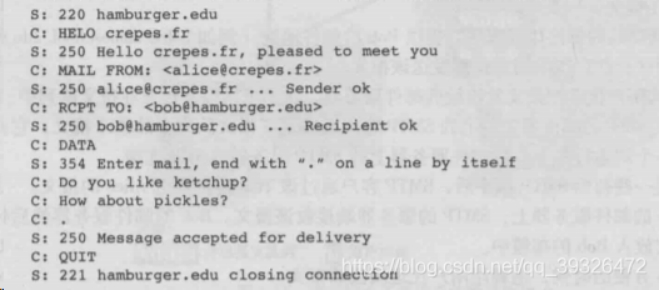 S: 220 hamburger.edu
C: HELO crepes.fr
S: 250 Hello crepes.fr, pleased to meet you
C: MAIL FROM: <alice@crepes.fr>
S: 250 alice@crepes.fr ... Sender ok
C: RCPT TO: <bob@hamburger.edu>
S: 250 bob@hamburger.edu ... Recipient ok
C: DATA
S: 354 Enter mail, end with "." on a line by itself
C: Do you like ketchup?
C: How about pickles?
C: .
S: 250 Message accepted for delivery
C: QUIT
S: 221 hamburger.edu closing connection
https://blog.csdn.net/qq_39326472